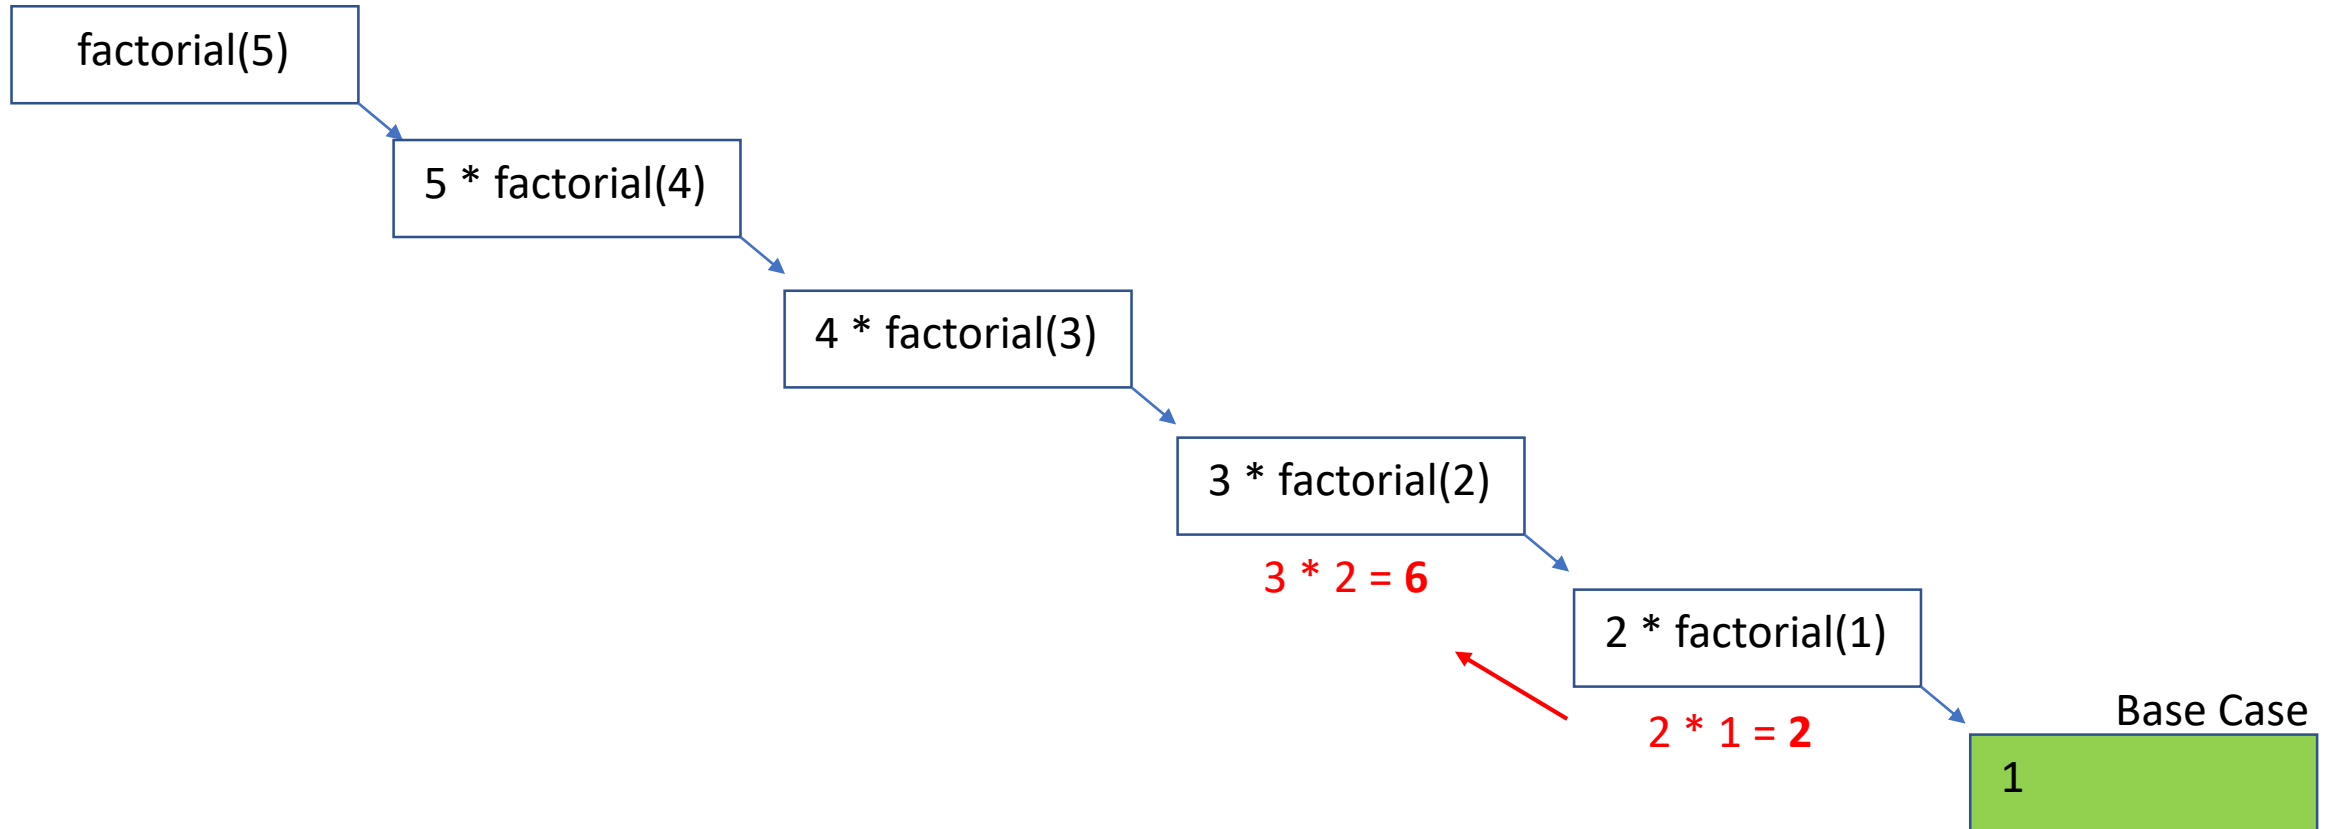 factorial(5)
5 * factorial(4)
4 * factorial(3)
3 * factorial(2)
3 * 2 = 6
2 * factorial(1)
2 * 1 = 2
Base Case
1